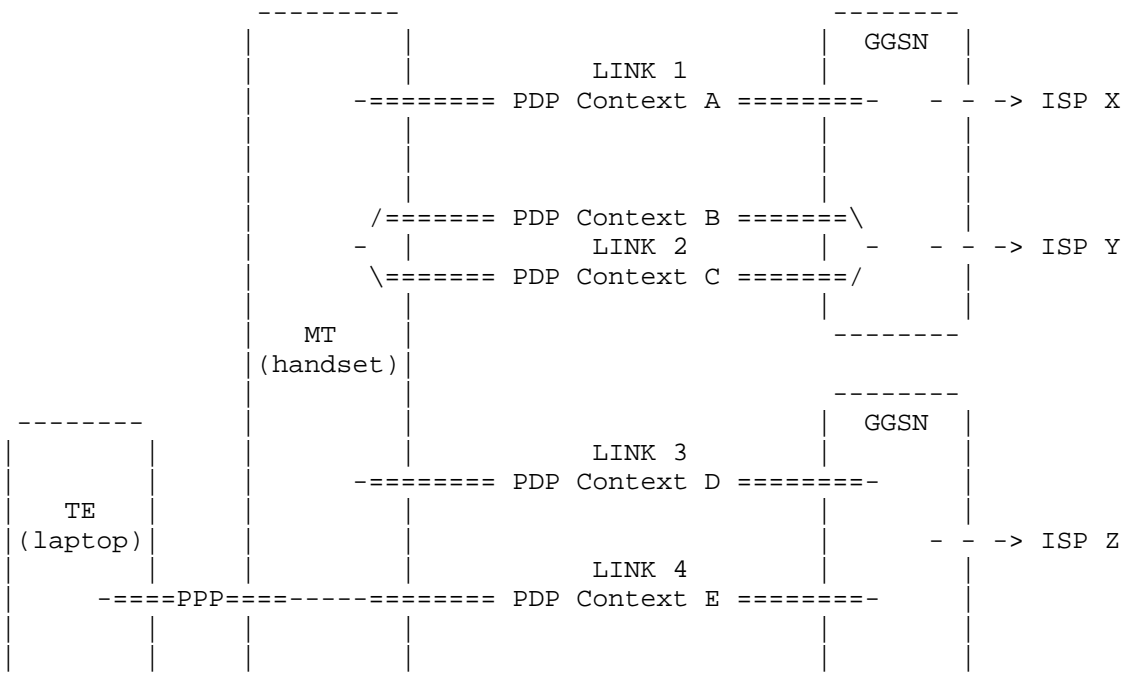 GGSN
LINK 1
PDP Context A -> ISP X
PDP Context B
LINK 2 -> ISP Y
PDP Context C
MT
(handset)
GGSN
LINK 3
PDP Context D
TE
(laptop) -> ISP Z
LINK 4
PPP PDP Context E